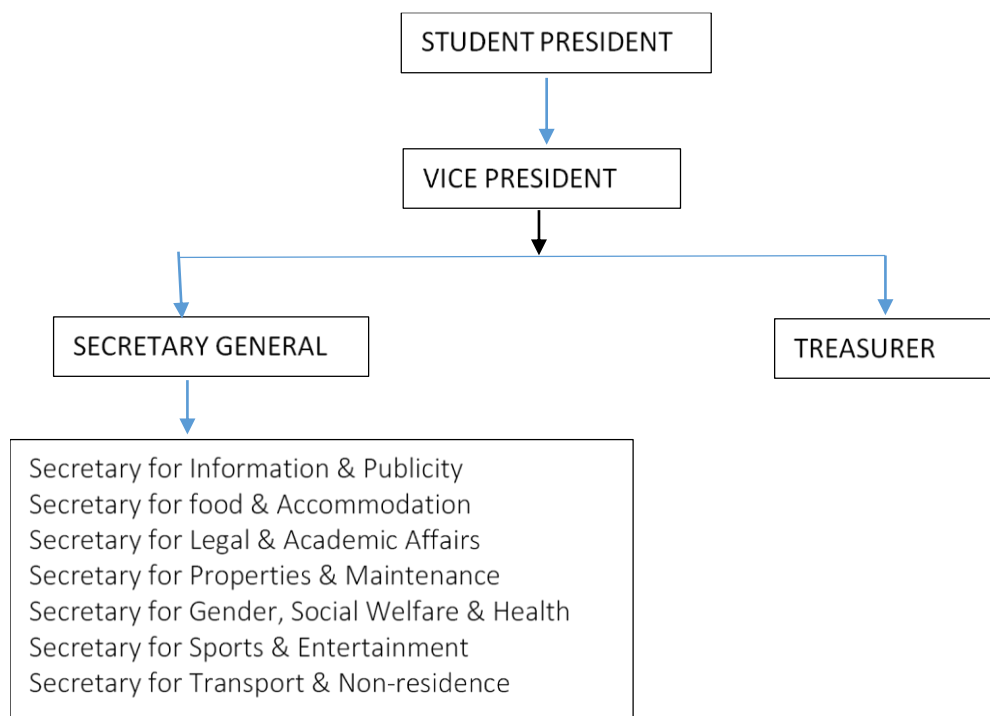 STUDENT PRESIDENT
VICE PRESIDENT
SECRETARY GENERAL
TREASURER
Secretary for Information & Publicity
Secretary for food & Accommodation
Secretary for Legal & Academic Affairs
Secretary for Properties & Maintenance
Secretary for Gender, Social Welfare & Health
Secretary for Sports & Entertainment
Secretary for Transport & Non-residence